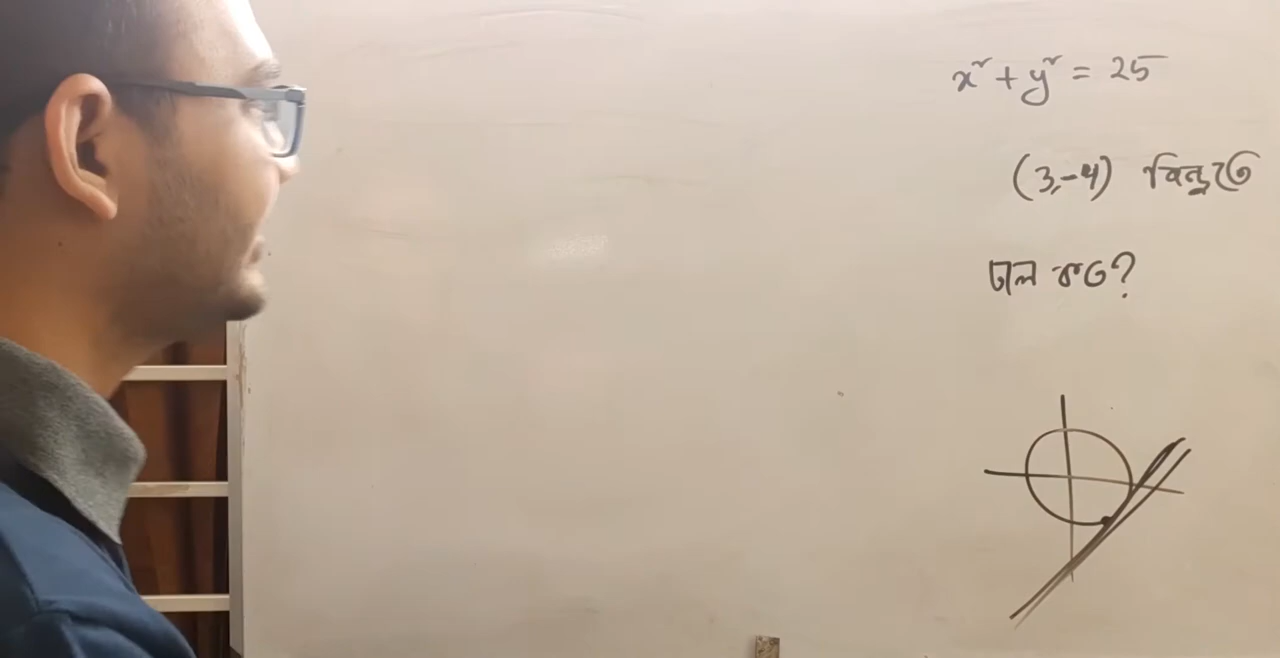 x² + y² = 25
(3,-4) বিন্দুতে
ঢাল কত?